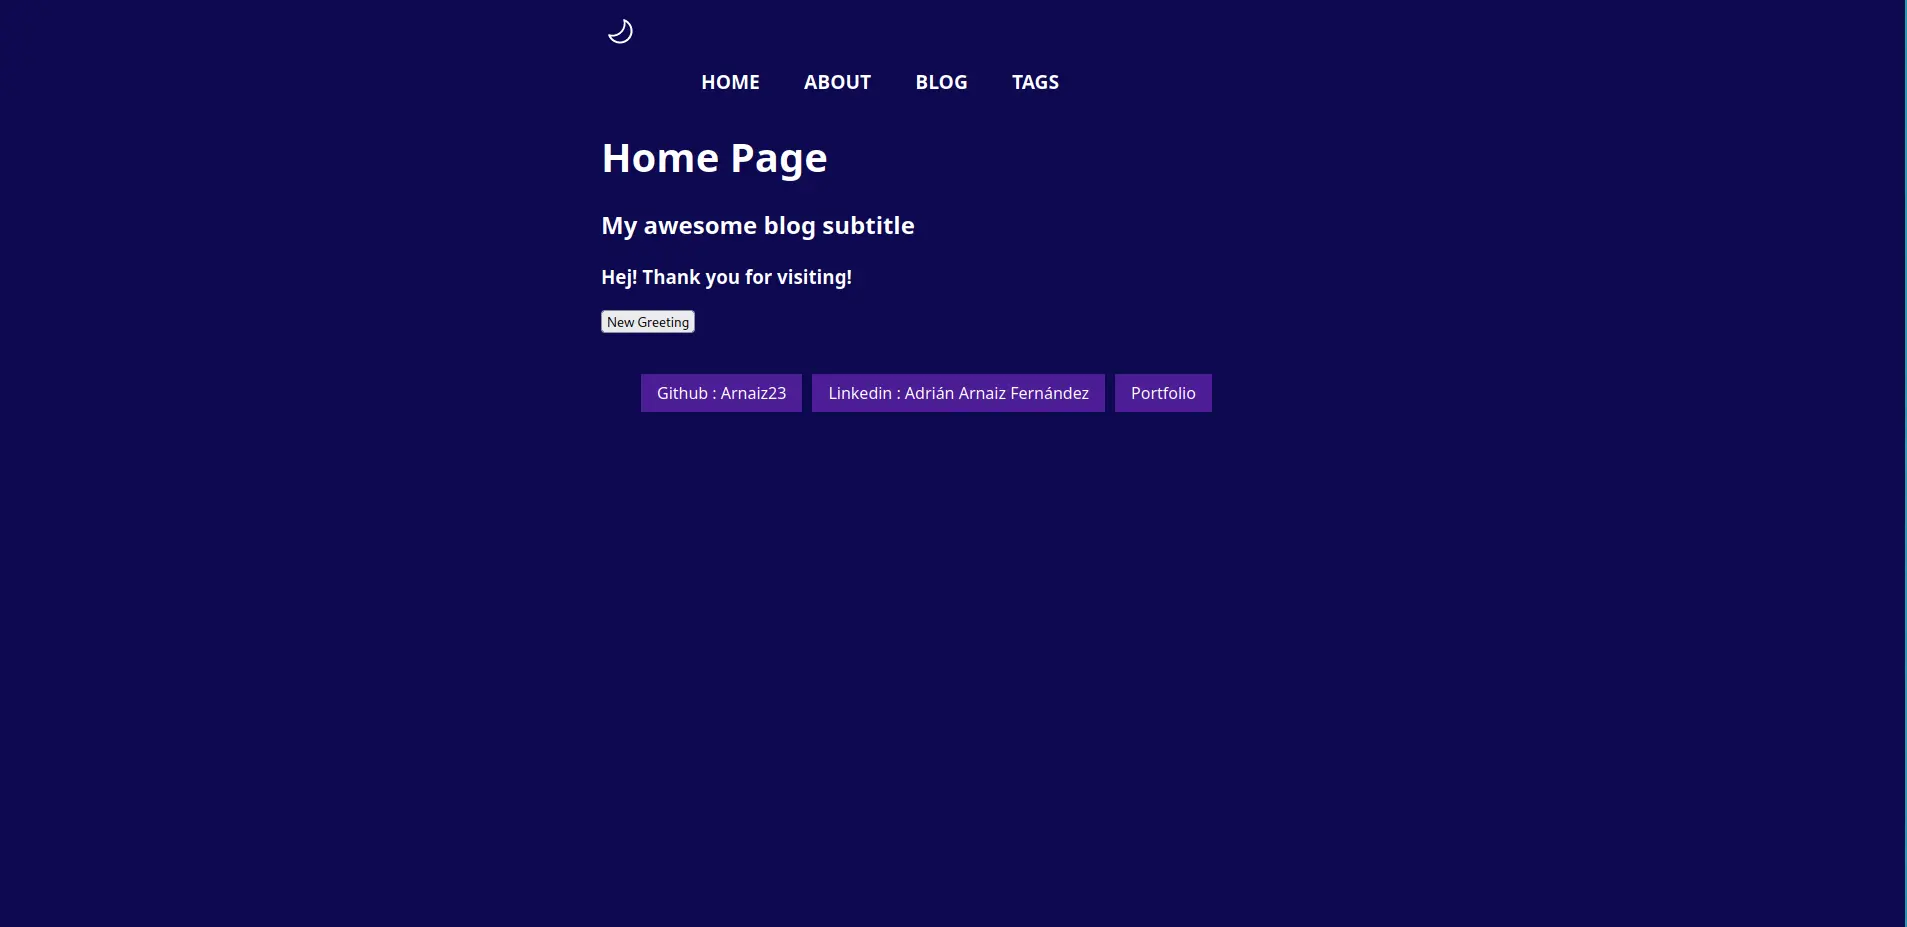 HOME ABOUT BLOG TAGS
Home Page
My awesome blog subtitle
Hej! Thank you for visiting!
New Greeting
Github : Arnaiz23 Linkedin : Adrián Arnaiz Fernández Portfolio